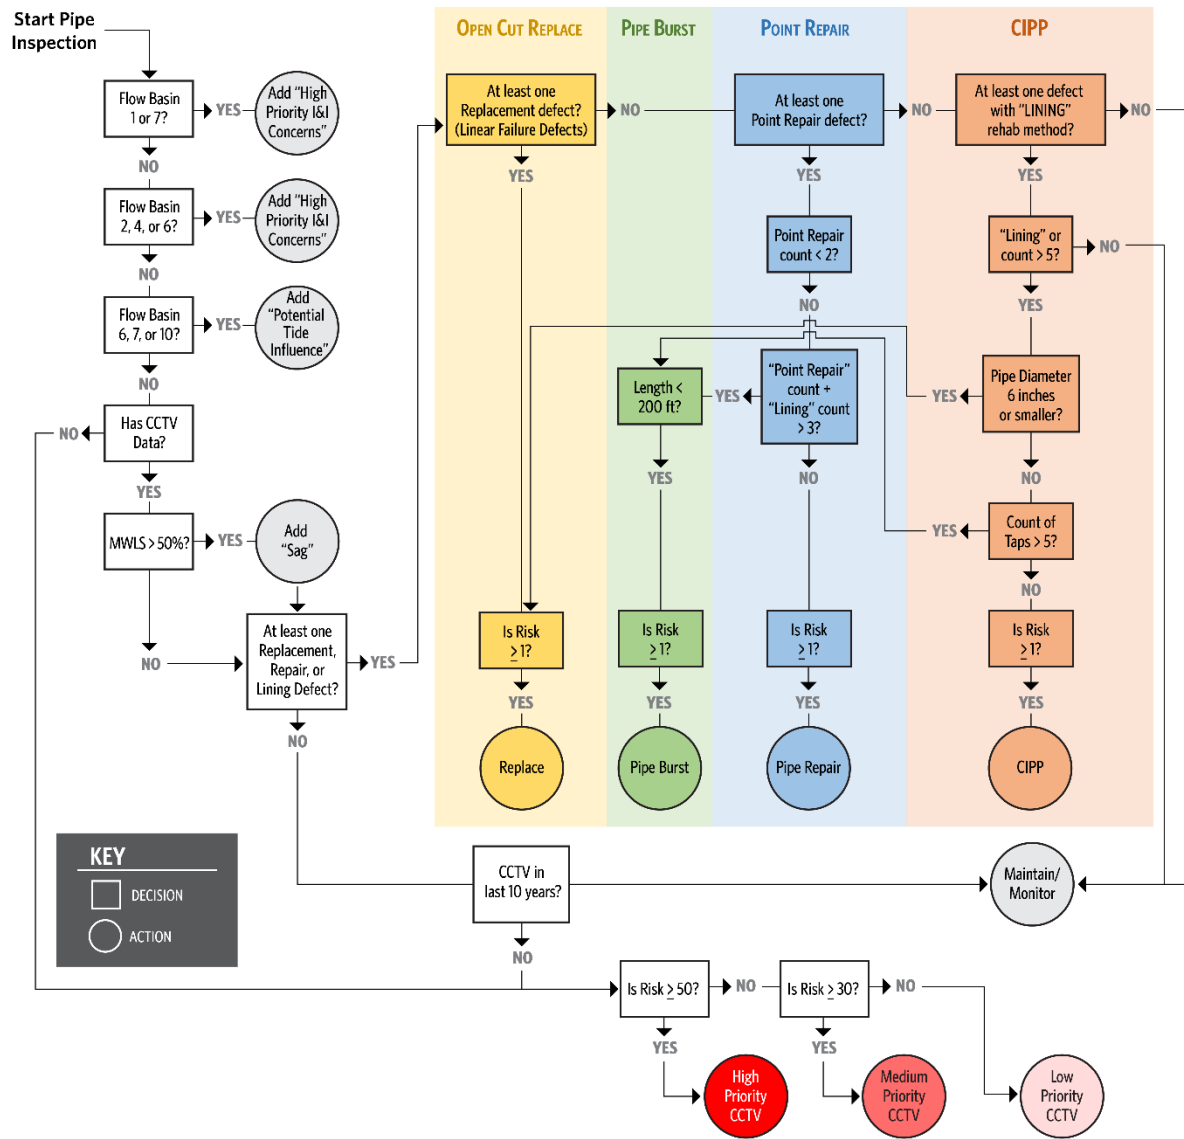 Start Pipe
Inspection
Flow Basin
1 or 7?
YES
Add "High
Priority I&I
Concerns"
NO
Flow Basin
2, 4, or 6?
YES
Add "High
Priority I&I
Concerns"
NO
Flow Basin
6, 7, or 10?
YES
Add
"Potential
Tide
Influence"
NO
Has CCTV
Data?
NO
YES
MWLS > 50%?
YES
Add
"Sag"
NO
At least one
Replacement,
Repair, or
Lining Defect?
YES
NO
OPEN CUT REPLACE
At least one
Replacement defect?
(Linear Failure Defects)
NO
YES
Is Risk
≥ 1?
YES
Replace
PIPE BURST
Length <
200 ft?
YES
Is Risk
≥ 1?
YES
Pipe Burst
POINT REPAIR
At least one
Point Repair defect?
NO
YES
Point Repair
count < 2?
NO
"Point Repair"
count +
"Lining" count
> 3?
YES
NO
Is Risk
≥ 1?
YES
Pipe Repair
CIPP
At least one defect
with "LINING"
rehab method?
NO
YES
"Lining" or
count > 5?
NO
YES
Pipe Diameter
6 inches
or smaller?
YES
NO
Count of
Taps > 5?
YES
NO
Is Risk
≥ 1?
YES
CIPP
KEY
DECISION
ACTION
CCTV in
last 10 years?
Maintain/
Monitor
NO
Is Risk ≥ 50?
NO
Is Risk ≥ 30?
NO
YES
YES
High
Priority
CCTV
Medium
Priority
CCTV
Low
Priority
CCTV